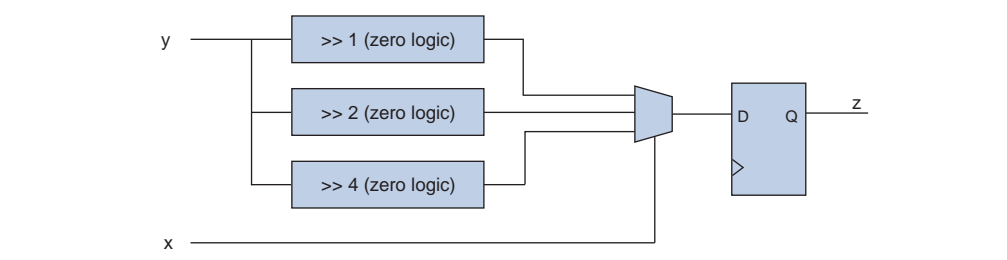 y
>> 1 (zero logic)
>> 2 (zero logic)
>> 4 (zero logic)
x
D Q
z